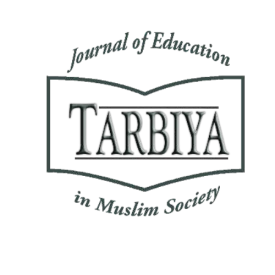 Journal of Education
TARBIYA
in Muslim Society